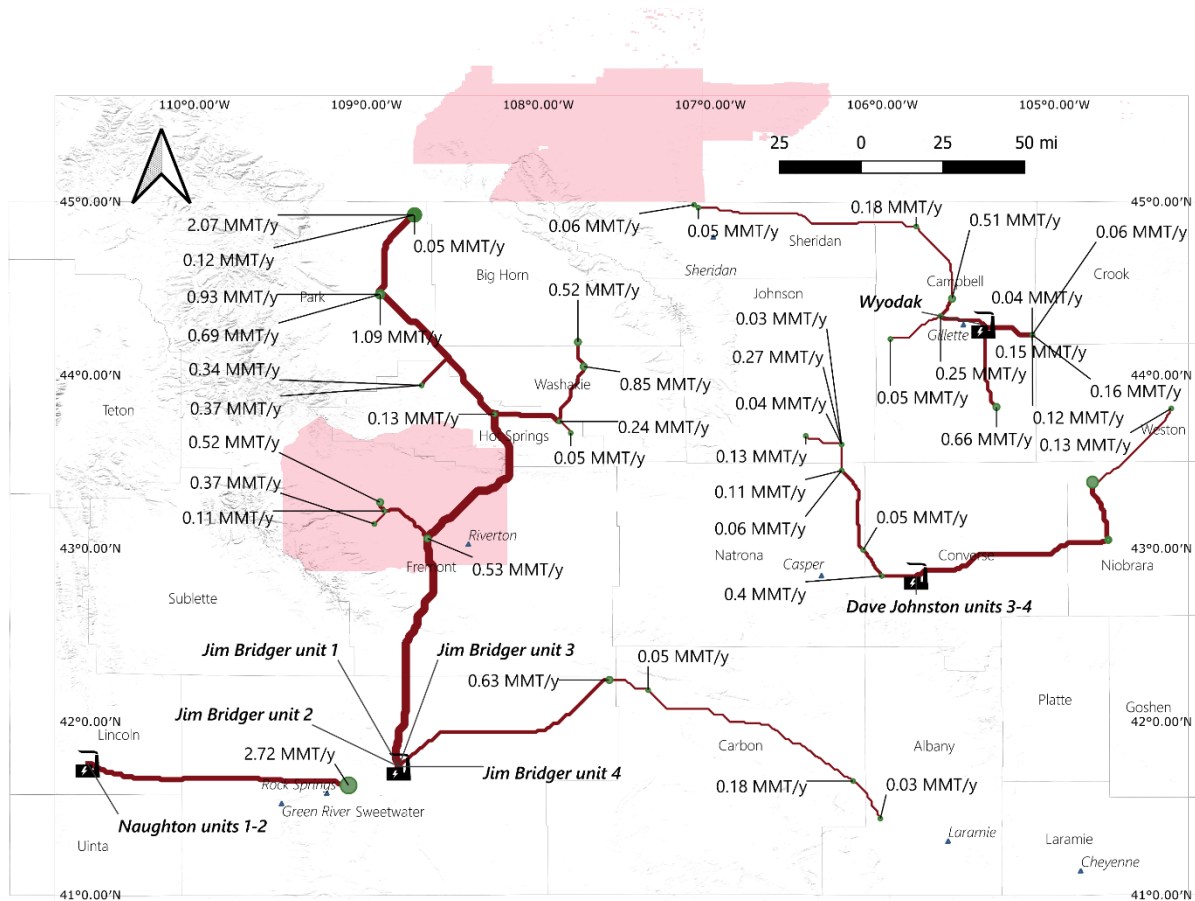 110°0.00'W
109°0.00'W
108°0.00'W
107°0.00'W
106°0.00'W
105°0.00'W
25
0
25
50 mi
45°0.00'N
45°0.00'N
2.07 MMT/y
0.12 MMT/y
0.05 MMT/y
0.06 MMT/y
0.05 MMT/y
0.18 MMT/y
0.51 MMT/y
0.06 MMT/y
Sheridan
Sheridan
Big Horn
Park
0.93 MMT/y
0.69 MMT/y
1.09 MMT/y
0.52 MMT/y
Johnson
Campbell
Crook
Wyodak
0.04 MMT/y
Gillette
0.15 MMT/y
0.03 MMT/y
0.27 MMT/y
0.34 MMT/y
0.37 MMT/y
44°0.00'N
44°0.00'N
Teton
Washakie
0.85 MMT/y
0.25 MMT/y
0.05 MMT/y
0.16 MMT/y
0.04 MMT/y
0.13 MMT/y
Hot Springs
0.24 MMT/y
0.05 MMT/y
0.12 MMT/y
Weston
0.13 MMT/y
0.66 MMT/y
0.52 MMT/y
0.37 MMT/y
0.11 MMT/y
0.13 MMT/y
0.11 MMT/y
0.06 MMT/y
0.05 MMT/y
43°0.00'N
43°0.00'N
Riverton
0.53 MMT/y
Fremont
Natrona
Casper
Converse
Niobrara
0.4 MMT/y
Dave Johnston units 3-4
Sublette
Jim Bridger unit 1
Jim Bridger unit 3
0.63 MMT/y
0.05 MMT/y
Jim Bridger unit 2
Jim Bridger unit 4
42°0.00'N
42°0.00'N
Lincoln
Platte
Goshen
Carbon
Albany
2.72 MMT/y
Rock Springs
Green River
Sweetwater
0.18 MMT/y
0.03 MMT/y
Naughton units 1-2
Uinta
Laramie
Laramie
Cheyenne
41°0.00'N
41°0.00'N